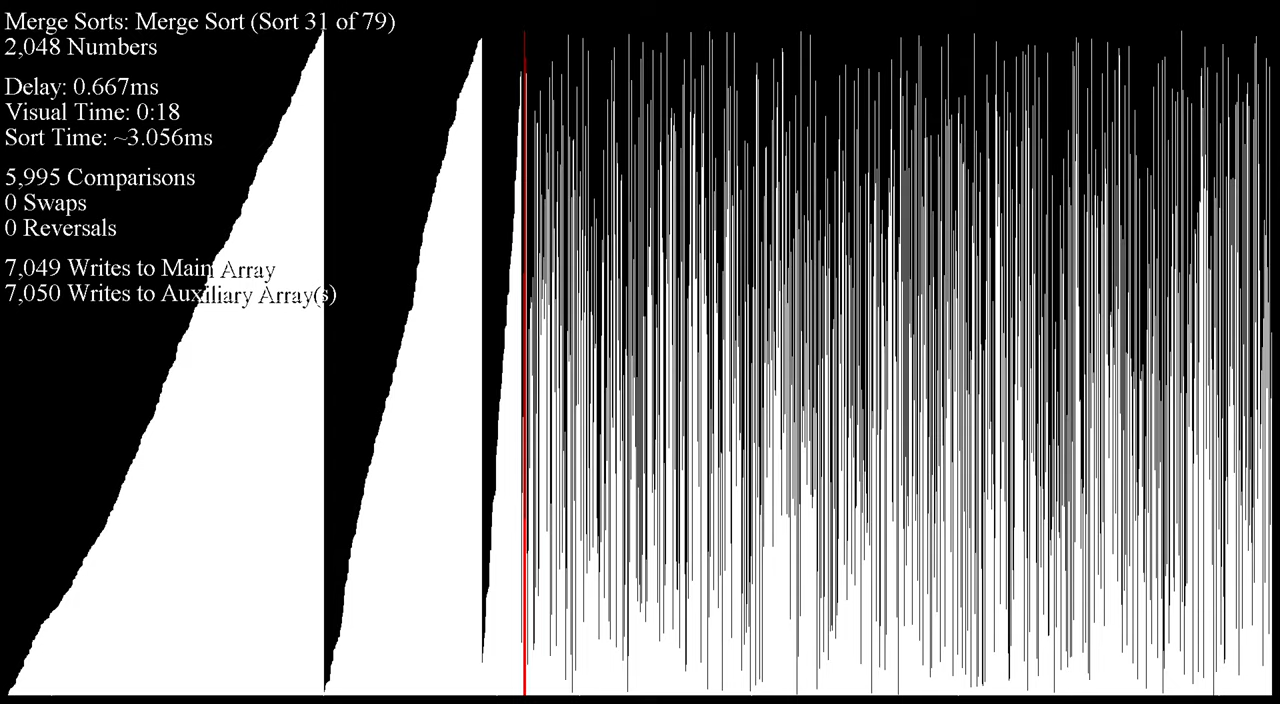 Merge Sorts: Merge Sort (Sort 31 of 79)
2,048 Numbers
Delay: 0.667ms
Visual Time: 0:18
Sort Time: ~3.056ms
5,995 Comparisons
0 Swaps
0 Reversals
7,049 Writes to Main Array
7,050 Writes to Auxiliary Array(s)